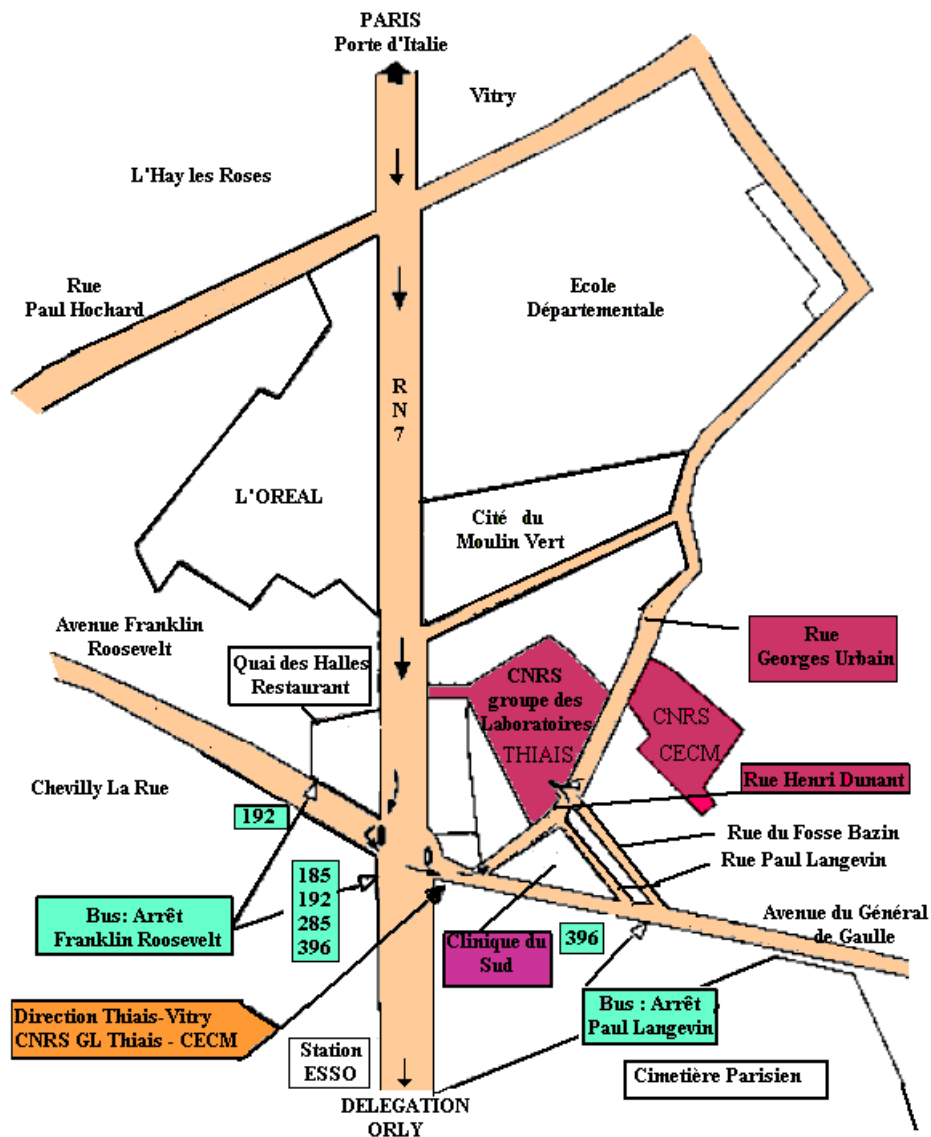 PARIS
Porte d'Italie
Vitry
L'Hay les Roses
Rue
Paul Hochard
Ecole
Départementale
R
N
7
L'OREAL
Cité du
Moulin Vert
Avenue Franklin
Roosevelt
Quai des Halles
Restaurant
Rue
Georges Urbain
CNRS
groupe des
Laboratoires
THIAIS
CNRS
CECM
Chevilly La Rue
Rue Henri Dunant
192
Rue du Fosse Bazin
Rue Paul Langevin
185
192
285
396
Bus: Arrêt
Franklin Roosevelt
Avenue du Général
de Gaulle
Clinique du
Sud
396
Direction Thiais-Vitry
CNRS GL Thiais - CECM
Bus : Arrêt
Paul Langevin
Station
ESSO
Cimetière Parisien
DELEGATION
ORLY